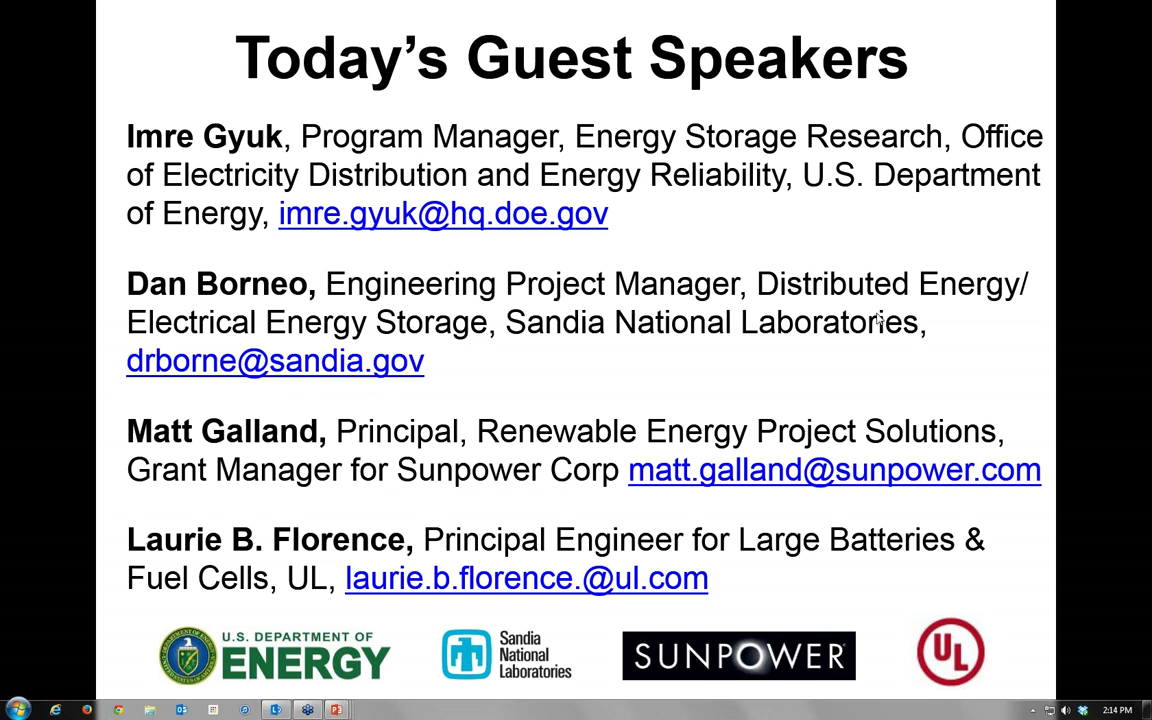 Today’s Guest Speakers
Imre Gyuk, Program Manager, Energy Storage Research, Office
of Electricity Distribution and Energy Reliability, U.S. Department
of Energy, imre.gyuk@hq.doe.gov
Dan Borneo, Engineering Project Manager, Distributed Energy/
Electrical Energy Storage, Sandia National Laboratories,
drborne@sandia.gov
Matt Galland, Principal, Renewable Energy Project Solutions,
Grant Manager for Sunpower Corp matt.galland@sunpower.com
Laurie B. Florence, Principal Engineer for Large Batteries &
Fuel Cells, UL, laurie.b.florence.@ul.com
U.S. DEPARTMENT OF
ENERGY
Sandia
National
Laboratories
SUNPOWER
UL
2:14 PM